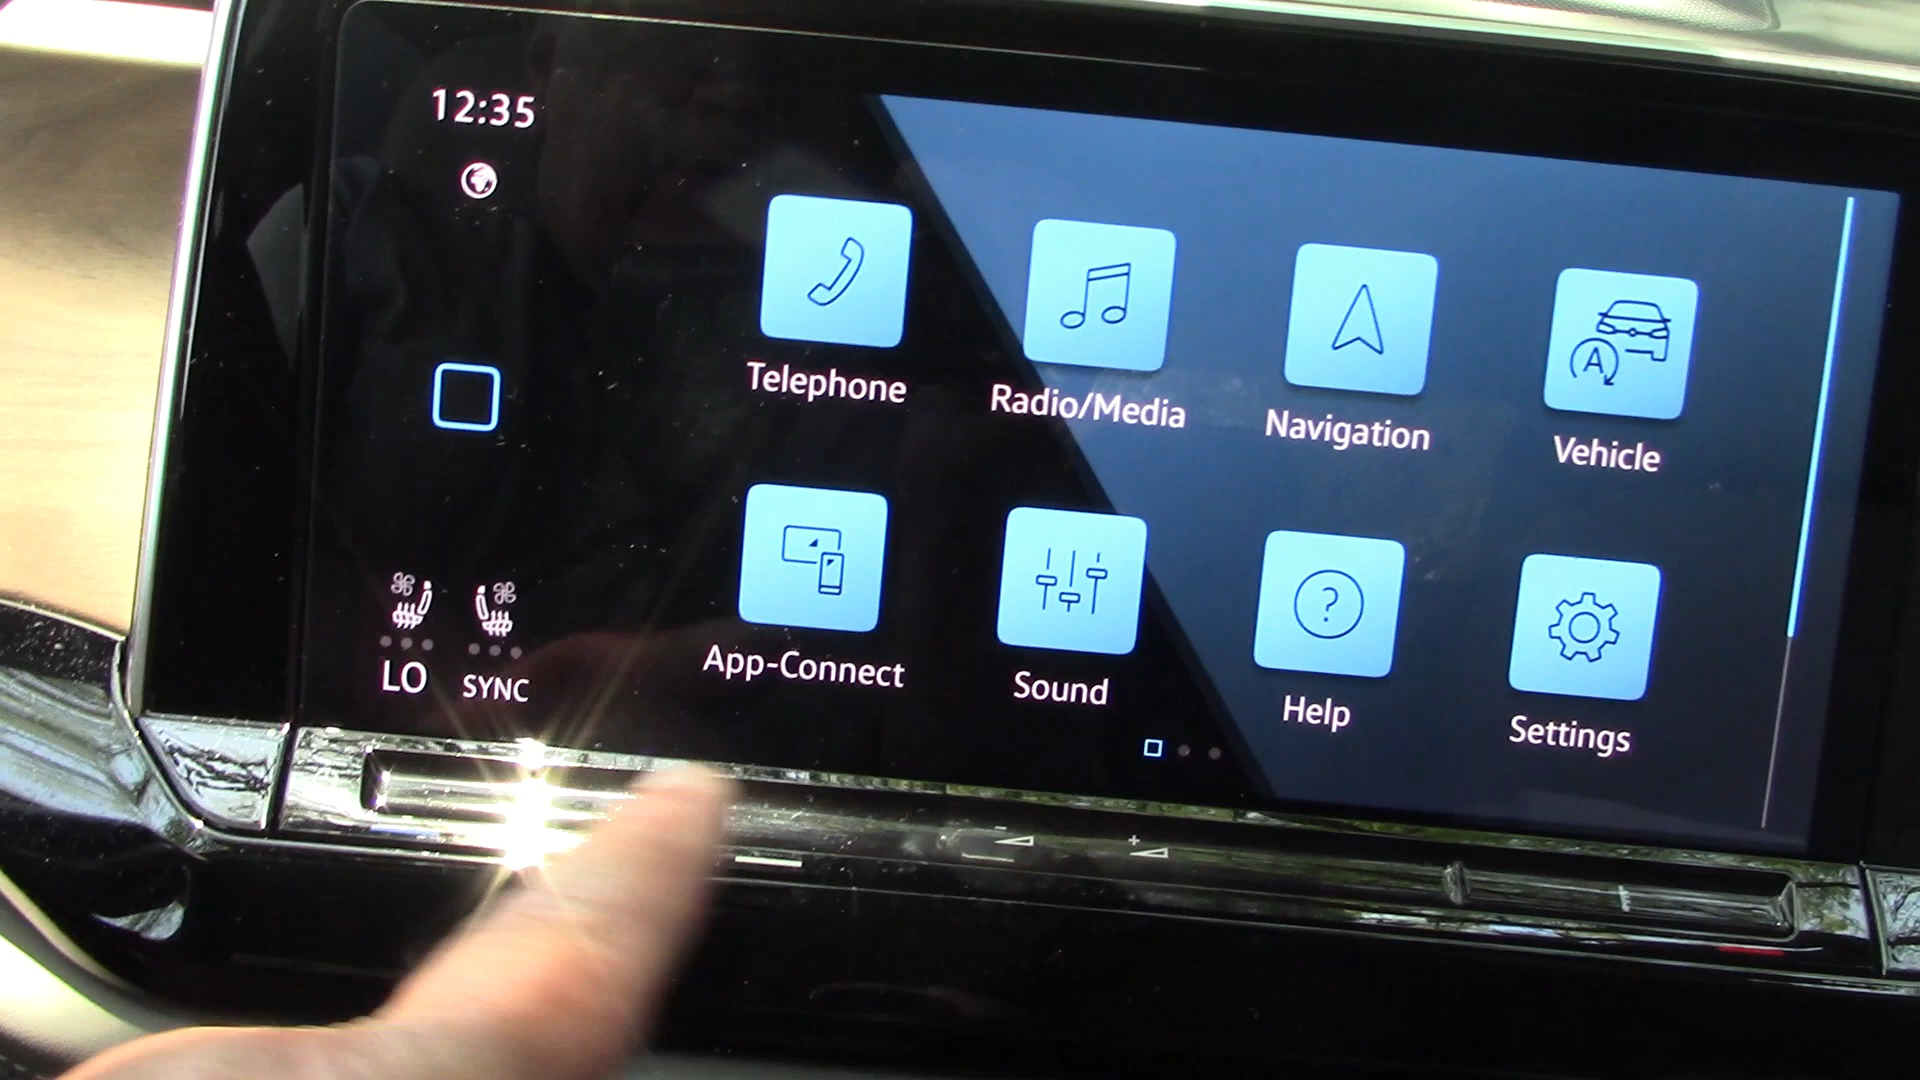 12:35
Telephone
Radio/Media
Navigation
A
Vehicle
App-Connect
Sound
?
Help
Settings
LO
SYNC
-
+